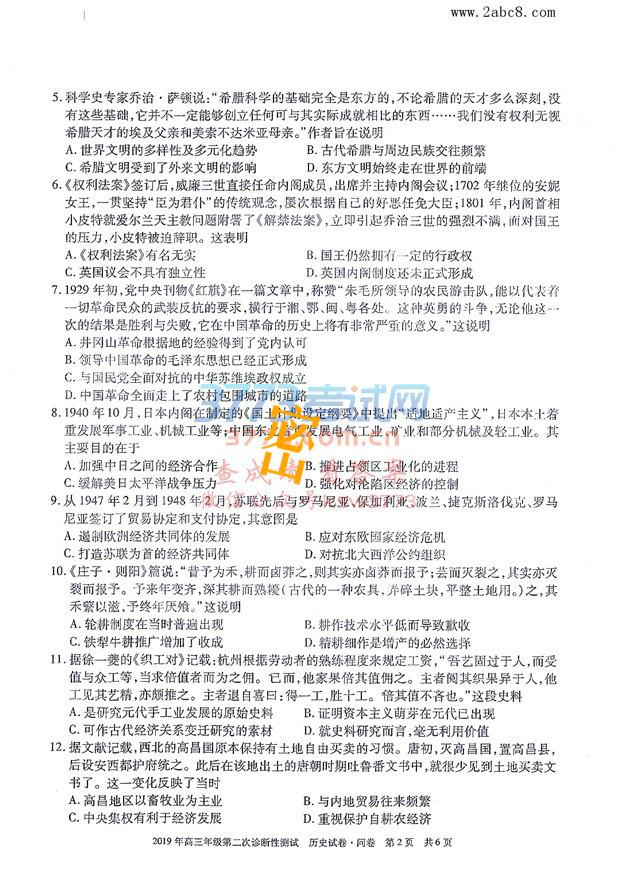 www.2abc8.com
5. 科学史专家乔治·萨顿说:“希腊科学的基础完全是东方的,不论希腊的天才多么深刻,没
有这些基础,它并不一定能够创立任何可与其实际成就相比的东西……我们没有权利无视
希腊天才的埃及父亲和美索不达米亚母亲。”作者旨在说明
A. 世界文明的多样性及多元化趋势 B. 古代希腊与周边民族交往频繁
C. 希腊文明受到了外来文明的影响 D. 东方文明始终走在世界的前端
6.《权利法案》签订后,威廉三世直接任命内阁成员,出席并主持内阁会议;1702 年继位的安妮
女王,一贯坚持“臣为君仆”的传统观念,屡次根据自己的好恶任免大臣;1801 年,内阁首相
小皮特就爱尔兰天主教问题附署了《解禁法案》,立即引起乔治三世的强烈不满,面对国王
的压力,小皮特被迫辞职。这表明
A.《权利法案》有名无实 B. 国王仍然拥有一定的行政权
C. 英国议会不具有独立性 D. 英国内阁制度还未正式形成
7. 1929 年初,党中央刊物《红旗》在一篇文章中,称赞“朱毛所领导的农民游击队,能以代表着
一切革命民众的武装反抗的要求,横行于湘、鄂、闽、粤各处。这种英勇的斗争,无论他这一
次的结果是胜利与失败,它在中国革命的历史上将有非常严重的意义。”这说明
A. 井冈山革命根据地的经验得到了党内认可
B. 领导中国革命的毛泽东思想已经正式形成
C. 与国民党全面对抗的中华苏维埃政权成立
D. 中国革命全面走上了农村包围城市的道路
8. 1940 年 10 月,日本内阁在制定的《国土计划设定纲要》中提出“适地适产主义”,日本本土着
重发展军事工业、机械工业等;中国东北着重发展电气工业、矿业和部分机械及轻工业。其
主要目的在于
A. 加强中日之间的经济合作 B. 推进占领区工业化的进程
C. 缓解美日太平洋战争压力 D. 强化对沦陷区经济的控制
9. 从 1947 年 2 月到 1948 年 2 月,苏联先后与罗马尼亚、保加利亚、波兰、捷克斯洛伐克、罗马
尼亚签订了贸易协定和支付协定,其意图是
A. 遏制欧洲经济共同体的发展 B. 应对东欧国家经济危机
C. 打造苏联为首的经济共同体 D. 对抗北大西洋公约组织
10.《庄子·则阳》篇说:“昔予为禾,耕而卤莽之,则其实亦卤莽而报予;芸而灭裂之,其实亦灭
裂而报予。予来年变齐,深其耕而熟耰(古代的一种农具,弄碎土块,平整土地用。)之,其
禾蘩以滋,予终年厌飧。”这说明
A. 轮耕制度在当时普遍出现 B. 耕作技术水平低而导致歉收
C. 铁犁牛耕推广增加了收成 D. 精耕细作是增产的必然选择
11. 据徐一夔的《织工对》记载:杭州根据劳动者的熟练程度来规定工资,“吾艺固过于人,而受
值与众工等,当求倍值者而为之佣。已而,他家果倍其值佣之。主者阅其织果异于人,他
工见其艺精,亦颇推之。主者退自喜曰:得一工,胜十工。倍其值不吝也。”这段史料
A. 是研究元代手工业发展的原始史料 B. 证明资本主义萌芽在元代已出现
C. 可作古代经济关系变迁研究的素材 D. 就史料研究而言,毫无利用价值
12. 据文献记载,西北的高昌国原本保持有土地自由买卖的习惯。唐初,灭高昌国,置高昌县,
后设安西都护府统之。此后在该地出土的唐朝时期吐鲁番文书中,就很少见到土地买卖文
书了。这一变化反映了当时
A. 高昌地区以畜牧业为主 B. 与内地贸易往来频繁
C. 中央集权有利于经济发展 D. 国家掌握土地分配权
2019 年高三年级第二次诊断性测试 历史试卷·问卷 第 2 页 共 6 页